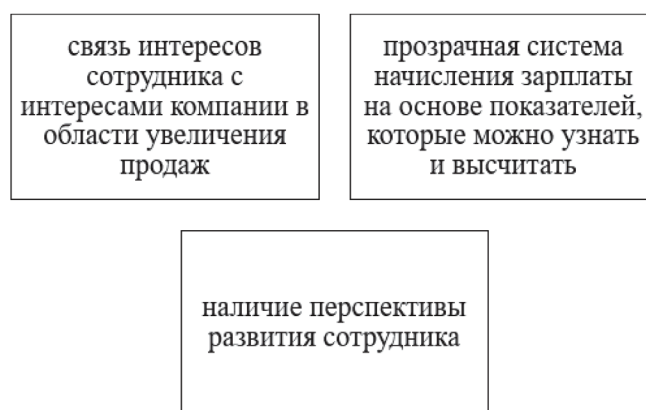 связь интересов
сотрудника с
интересами компании в
области увеличения
продаж
прозрачная система
начисления зарплаты
на основе показателей,
которые можно узнать
и высчитать
наличие перспективы
развития сотрудника